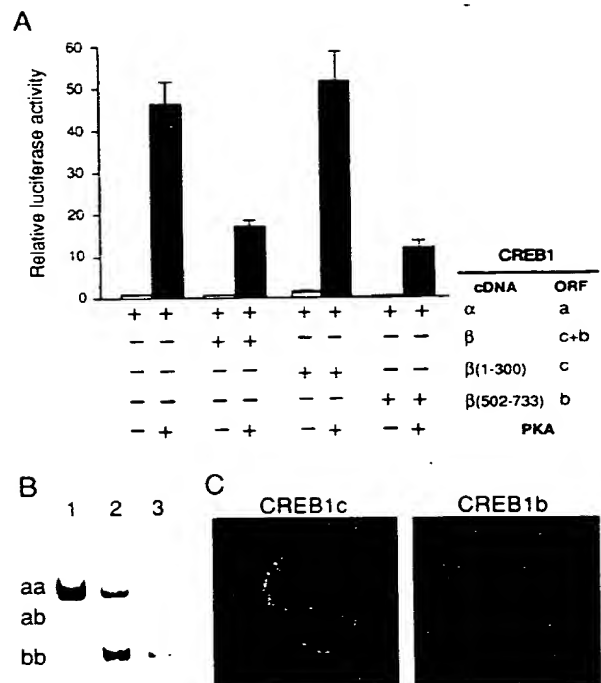 A
Relative luciferase activity
60
50
40
30
20
10
0
CREB1
cDNA ORF
+ + + + + + + + α a
– – + + – – – – β c+b
– – – – + + – – β(1-300) c
– – – – – – + + β(502-733) b
– + – + – + – + PKA
B
1 2 3
aa
ab
bb
C
CREB1c CREB1b